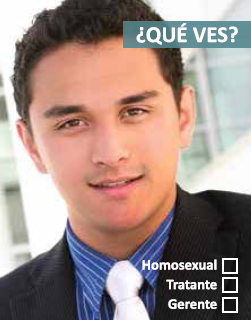 ¿QUÉ VES?
Homosexual
Tratante
Gerente